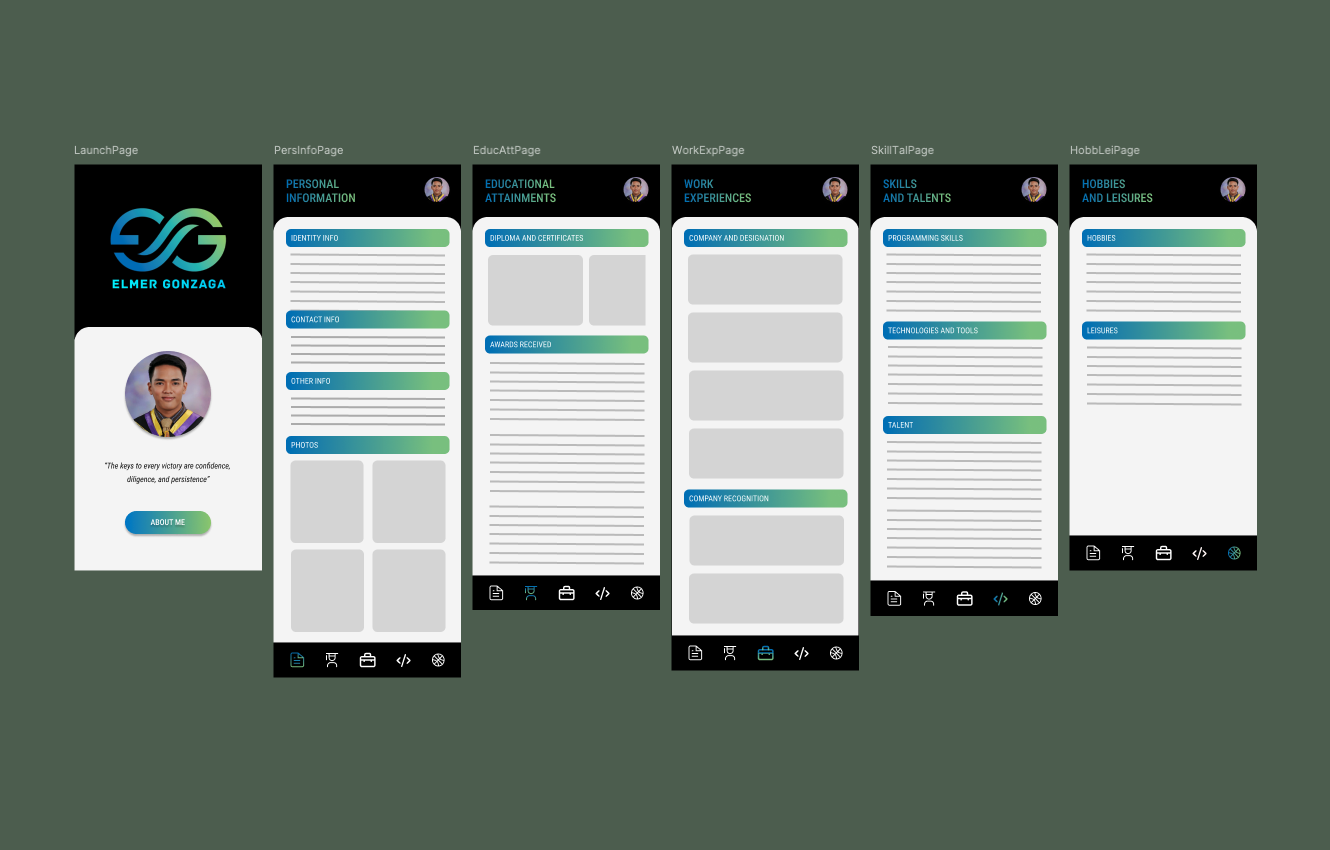 LaunchPage
ELMER GONZAGA
"The keys to every victory are confidence,
diligence, and persistence"
ABOUT ME
PersInfoPage
PERSONAL
INFORMATION
IDENTITY INFO
CONTACT INFO
OTHER INFO
PHOTOS
EducAttPage
EDUCATIONAL
ATTAINMENTS
DIPLOMA AND CERTIFICATES
AWARDS RECEIVED
WorkExpPage
WORK
EXPERIENCES
COMPANY AND DESIGNATION
COMPANY RECOGNITION
SkillTalPage
SKILLS
AND TALENTS
PROGRAMMING SKILLS
TECHNOLOGIES AND TOOLS
TALENT
HobbLeiPage
HOBBIES
AND LEISURES
HOBBIES
LEISURES